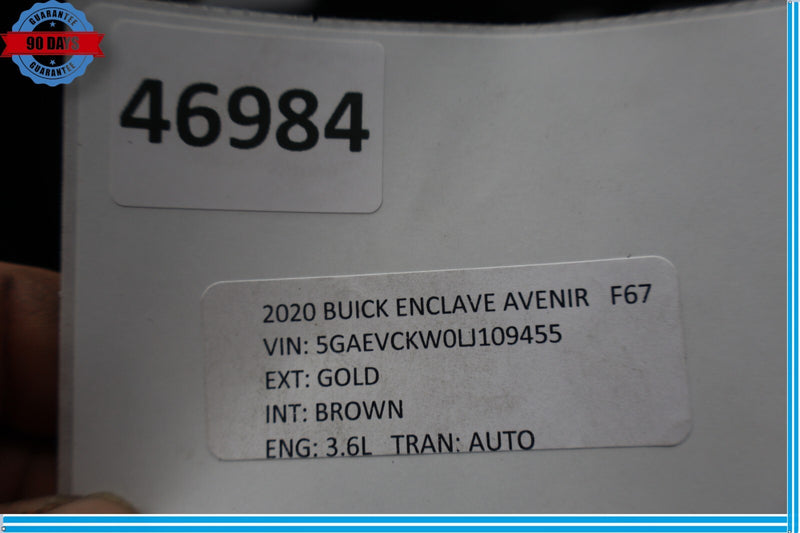 GUARANTEE
90 DAYS
GUARANTEE
46984
2020 BUICK ENCLAVE AVENIR F67
VIN: 5GAEVCKW0LJ109455
EXT: GOLD
INT: BROWN
ENG: 3.6L TRAN: AUTO